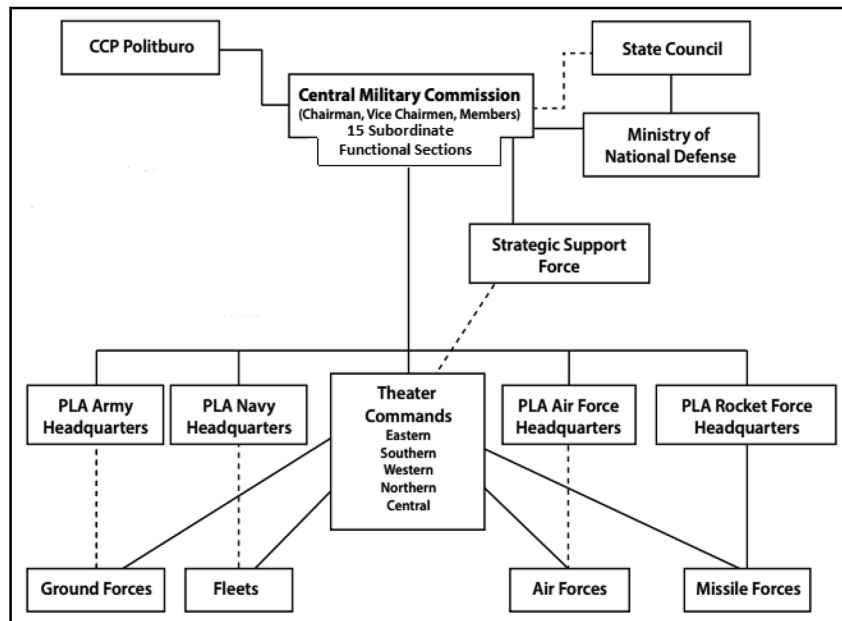 CCP Politburo
State Council
Central Military Commission
(Chairman, Vice Chairmen, Members)
15 Subordinate
Functional Sections
Ministry of
National Defense
Strategic Support
Force
PLA Army
Headquarters
PLA Navy
Headquarters
Theater
Commands
Eastern
Southern
Western
Northern
Central
PLA Air Force
Headquarters
PLA Rocket Force
Headquarters
Ground Forces
Fleets
Air Forces
Missile Forces